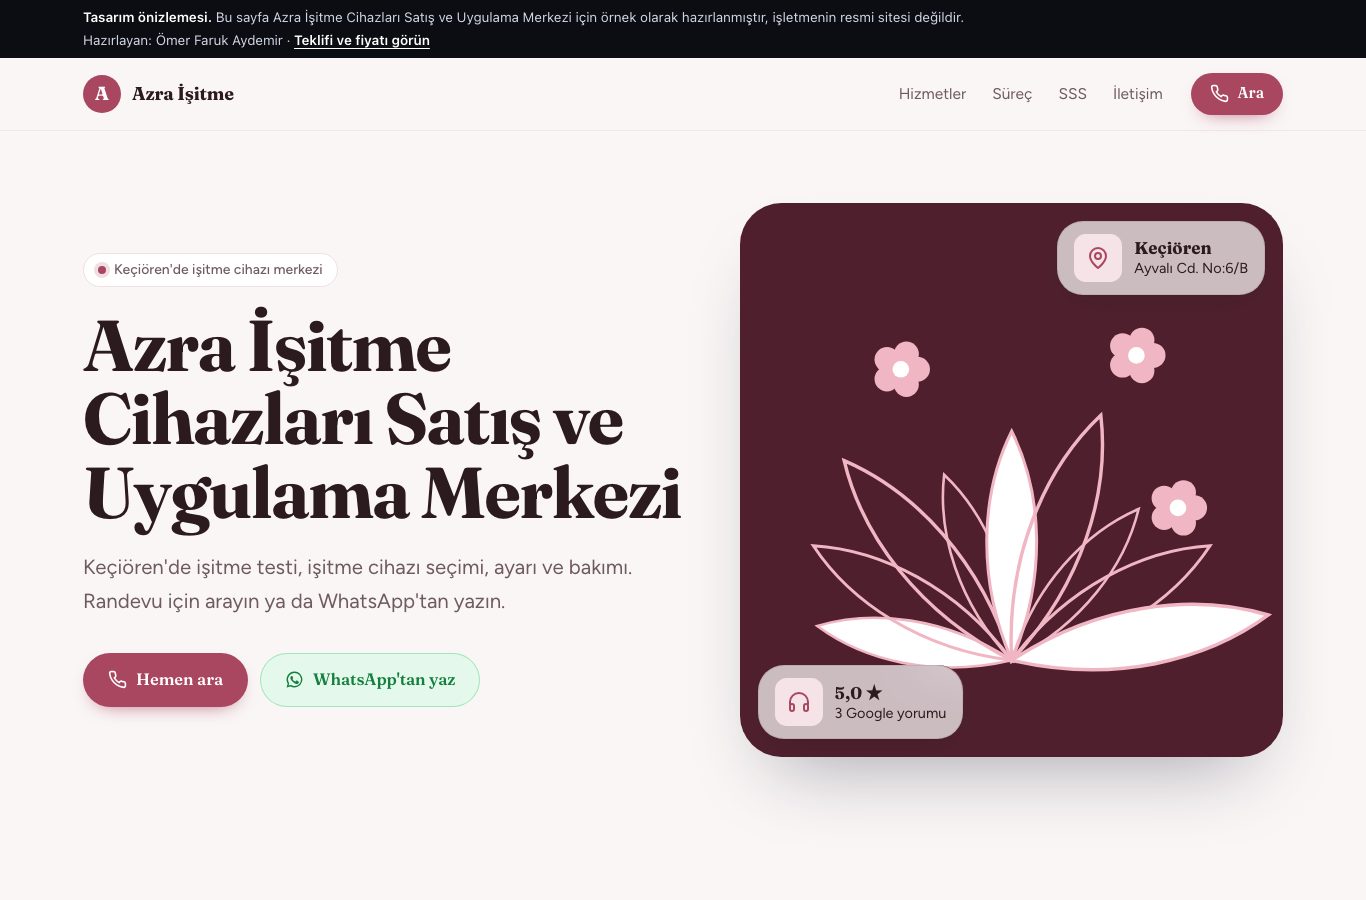 Tasarım önizlemesi. Bu sayfa Azra İşitme Cihazları Satış ve Uygulama Merkezi için örnek olarak hazırlanmıştır, işletmenin resmi sitesi değildir.
Hazırlayan: Ömer Faruk Aydemir · Teklifi ve fiyatı görün
A Azra İşitme
Hizmetler Süreç SSS İletişim Ara
Keçiören'de işitme cihazı merkezi
Azra İşitme
Cihazları Satış ve
Uygulama Merkezi
Keçiören'de işitme testi, işitme cihazı seçimi, ayarı ve bakımı.
Randevu için arayın ya da WhatsApp'tan yazın.
Hemen ara WhatsApp'tan yaz
Keçiören
Ayvalı Cd. No:6/B
5,0 ★
3 Google yorumu